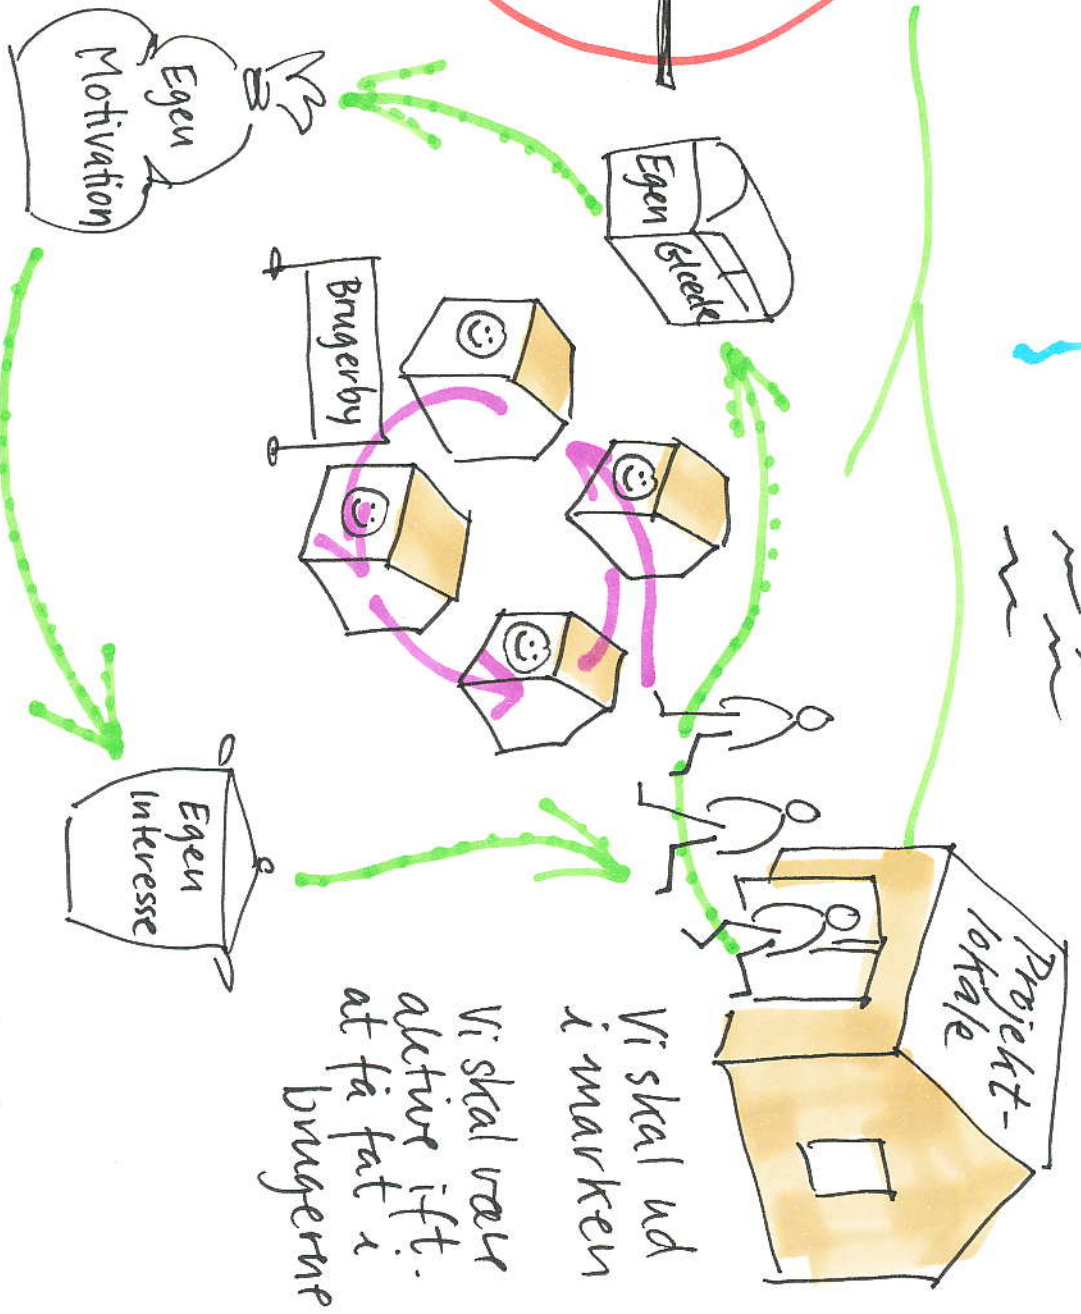 Projekt-
lokale
Egen
Glæde
Brugerby
Egen
Motivation
Egen
Interesse
Vi skal ud
i marken
Vi skal være
aktive ift.
at få fat i
brugerne